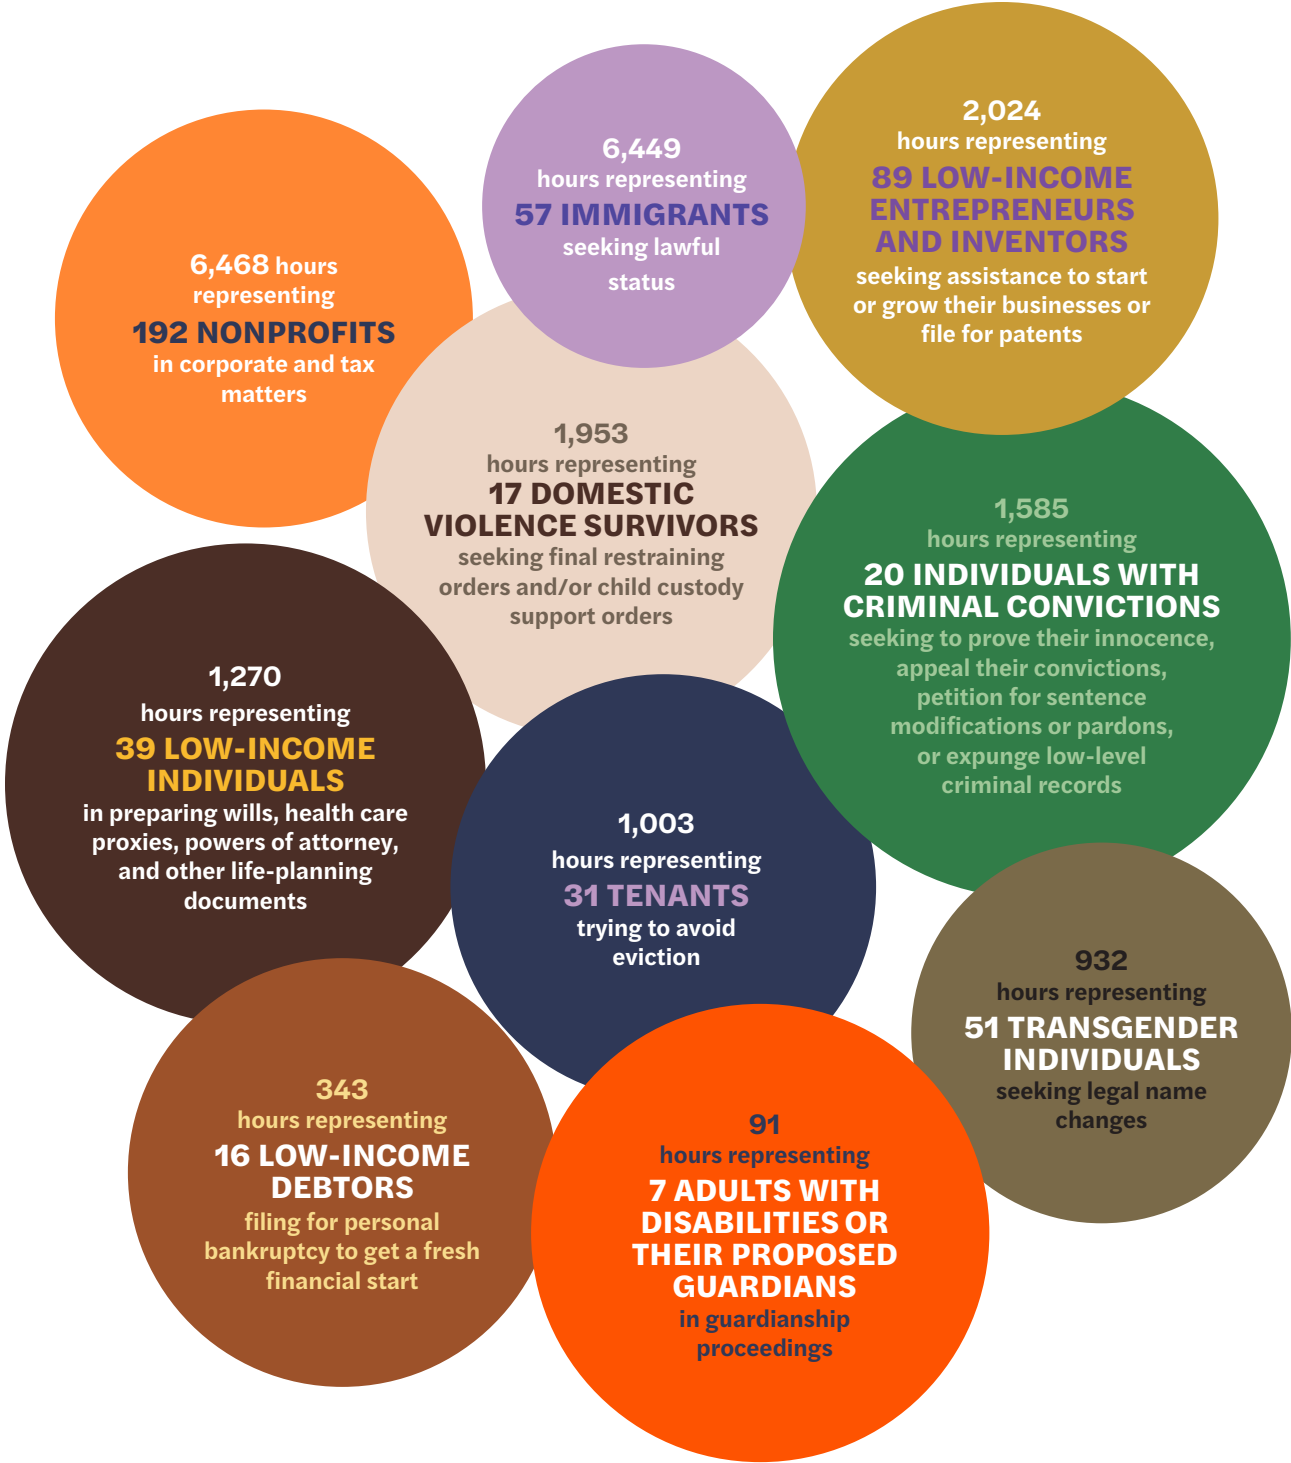 6,468 hours
representing
192 NONPROFITS
in corporate and tax
matters
6,449
hours representing
57 IMMIGRANTS
seeking lawful
status
2,024
hours representing
89 LOW-INCOME
ENTREPRENEURS
AND INVENTORS
seeking assistance to start
or grow their businesses or
file for patents
1,953
hours representing
17 DOMESTIC
VIOLENCE SURVIVORS
seeking final restraining
orders and/or child custody
support orders
1,585
hours representing
20 INDIVIDUALS WITH
CRIMINAL CONVICTIONS
seeking to prove their innocence,
appeal their convictions,
petition for sentence
modifications or pardons,
or expunge low-level
criminal records
1,270
hours representing
39 LOW-INCOME
INDIVIDUALS
in preparing wills, health care
proxies, powers of attorney,
and other life-planning
documents
1,003
hours representing
31 TENANTS
trying to avoid
eviction
932
hours representing
51 TRANSGENDER
INDIVIDUALS
seeking legal name
changes
343
hours representing
16 LOW-INCOME
DEBTORS
filing for personal
bankruptcy to get a fresh
financial start
91
hours representing
7 ADULTS WITH
DISABILITIES OR
THEIR PROPOSED
GUARDIANS
in guardianship
proceedings